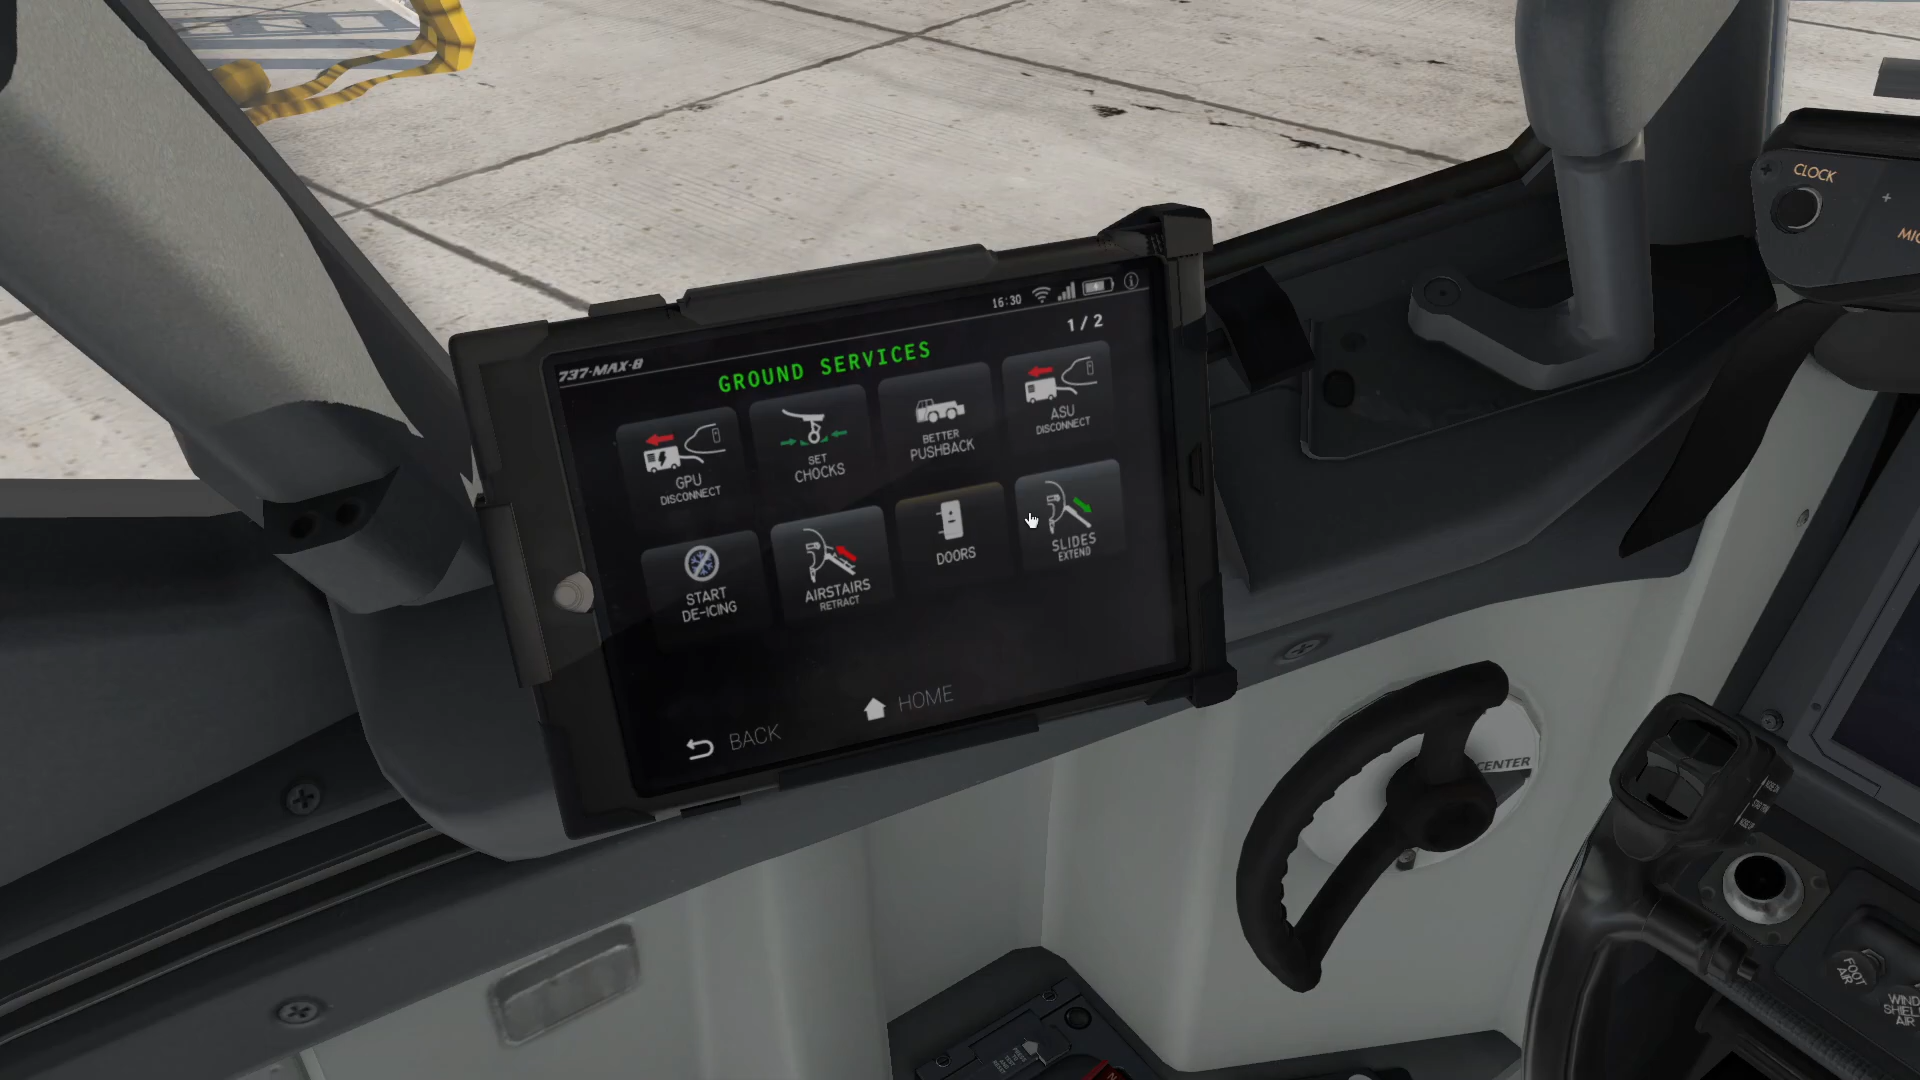 16:30
1 / 2
737-MAX-8
GROUND SERVICES
GPU
DISCONNECT
SET
CHOCKS
BETTER
PUSHBACK
ASU
DISCONNECT
START
DE-ICING
AIRSTAIRS
RETRACT
DOORS
SLIDES
EXTEND
BACK
HOME
CLOCK
CENTER
FOOT
AIR
WIND
SHIEL
AIR